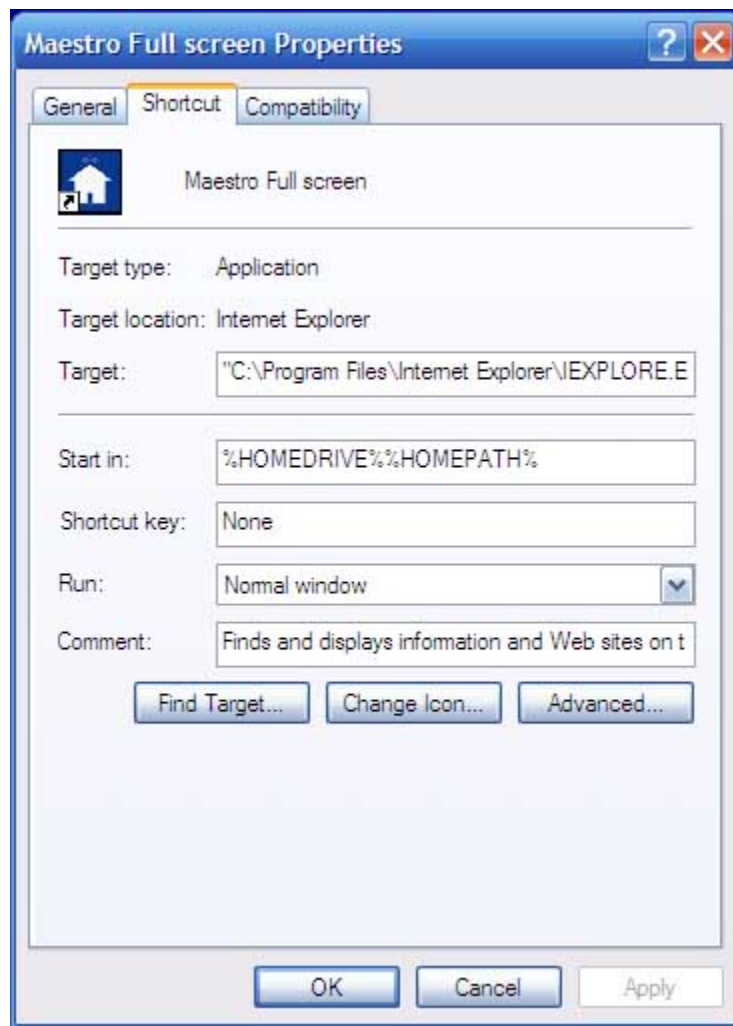 Maestro Full screen Properties
General Shortcut Compatibility
Maestro Full screen
Target type: Application
Target location: Internet Explorer
Target: "C:\Program Files\Internet Explorer\IEXPLORE.E
Start in: %HOMEDRIVE%%HOMEPATH%
Shortcut key: None
Run: Normal window
Comment: Finds and displays information and Web sites on t
Find Target... Change Icon... Advanced...
OK Cancel Apply